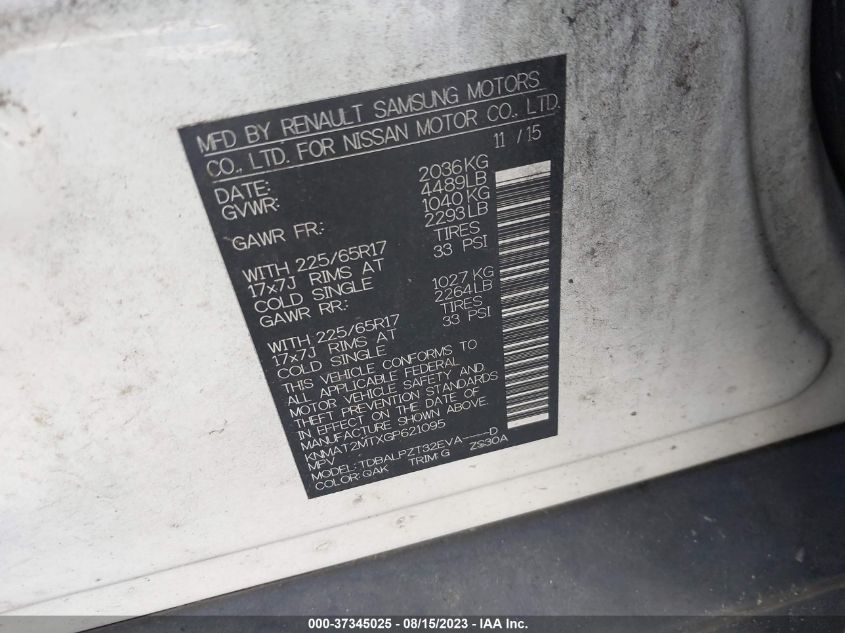 MFD BY RENAULT SAMSUNG MOTORS
CO., LTD. FOR NISSAN MOTOR CO., LTD.
DATE: 11 / 15
GVWR: 2036KG
4489LB
GAWR FR: 1040KG
2293LB
WITH 225/65R17 TIRES
17x7J RIMS AT 33 PSI
COLD SINGLE
GAWR RR: 1027 KG
2264LB
WITH 225/65R17 TIRES
17x7J RIMS AT 33 PSI
COLD SINGLE
THIS VEHICLE CONFORMS TO
ALL APPLICABLE FEDERAL
MOTOR VEHICLE SAFETY AND
THEFT PREVENTION STANDARDS
IN EFFECT ON THE DATE OF
MANUFACTURE SHOWN ABOVE.
KNMAT2MTXGP621095
MPV
MODEL: TDBALPZT32EVA----D
COLOR: QAK TRIM: G ZS30A
000-37345025 - 08/15/2023 - IAA Inc.